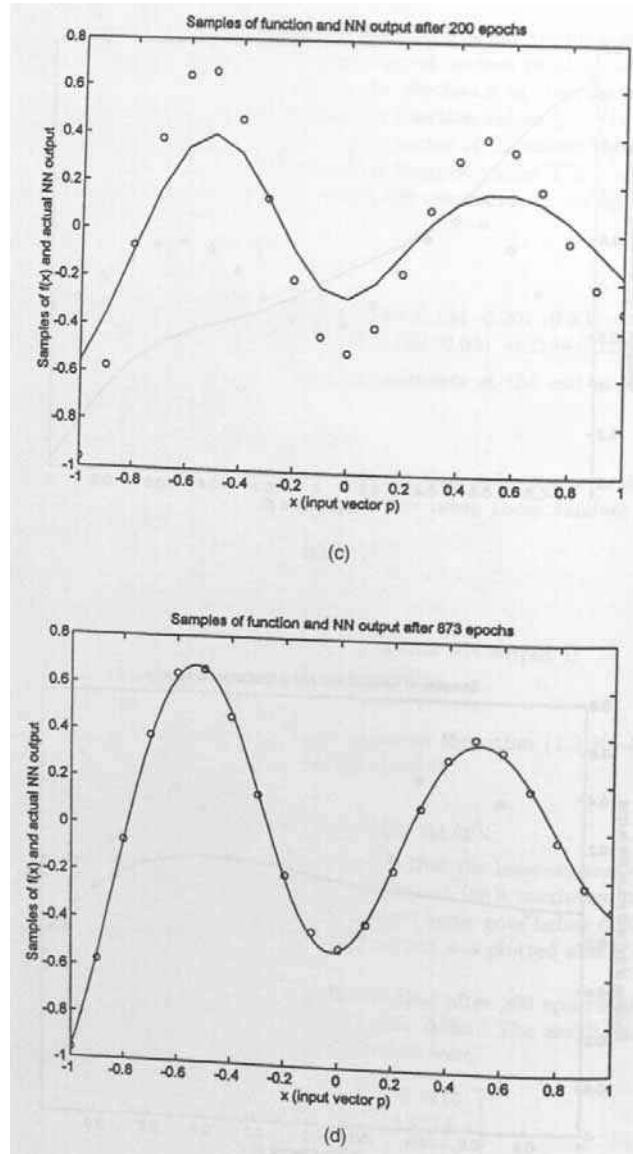 Samples of function and NN output after 200 epochs
Samples of f(x) and actual NN output
0.8
0.6
0.4
0.2
0
-0.2
-0.4
-0.6
-0.8
-1
-1 -0.8 -0.6 -0.4 -0.2 0 0.2 0.4 0.6 0.8 1
x (input vector p)
(c)
Samples of function and NN output after 873 epochs
Samples of f(x) and actual NN output
0.8
0.6
0.4
0.2
0
-0.2
-0.4
-0.6
-0.8
-1
-1 -0.8 -0.6 -0.4 -0.2 0 0.2 0.4 0.6 0.8 1
x (input vector p)
(d)